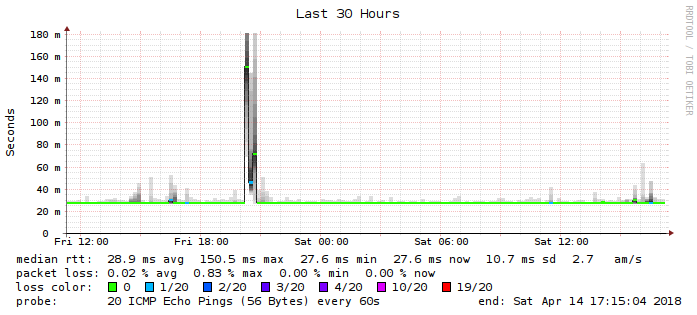 Last 30 Hours
RRDTOOL / TOBI OETIKER
Seconds
180 m
160 m
140 m
120 m
100 m
80 m
60 m
40 m
20 m
0
Fri 12:00 Fri 18:00 Sat 00:00 Sat 06:00 Sat 12:00
median rtt: 28.9 ms avg 150.5 ms max 27.6 ms min 27.6 ms now 10.7 ms sd 2.7 am/s
packet loss: 0.02 % avg 0.83 % max 0.00 % min 0.00 % now
loss color: 0 1/20 2/20 3/20 4/20 10/20 19/20
probe: 20 ICMP Echo Pings (56 Bytes) every 60s end: Sat Apr 14 17:15:04 2018